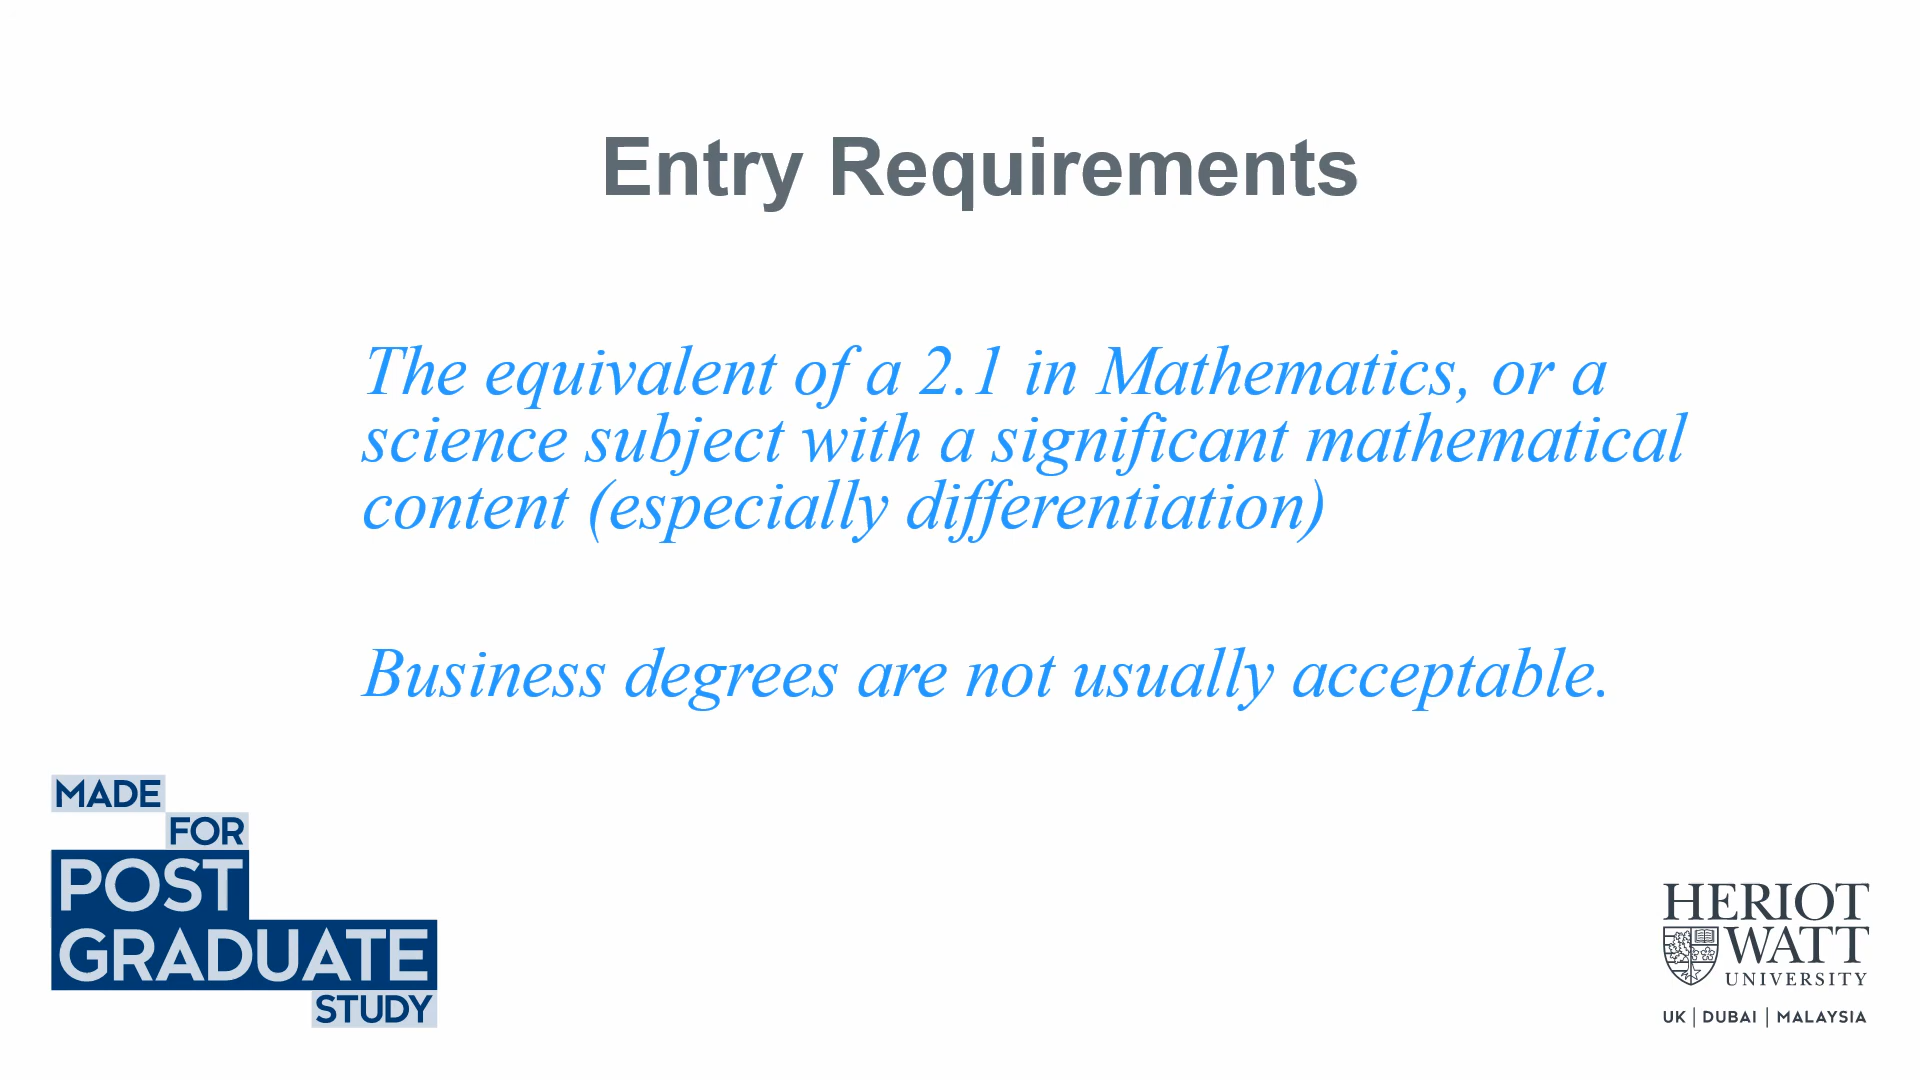 Entry Requirements
The equivalent of a 2.1 in Mathematics, or a
science subject with a significant mathematical
content (especially differentiation)
Business degrees are not usually acceptable.
MADE
FOR
POST
GRADUATE
STUDY
HERIOT
WATT
UNIVERSITY
UK | DUBAI | MALAYSIA